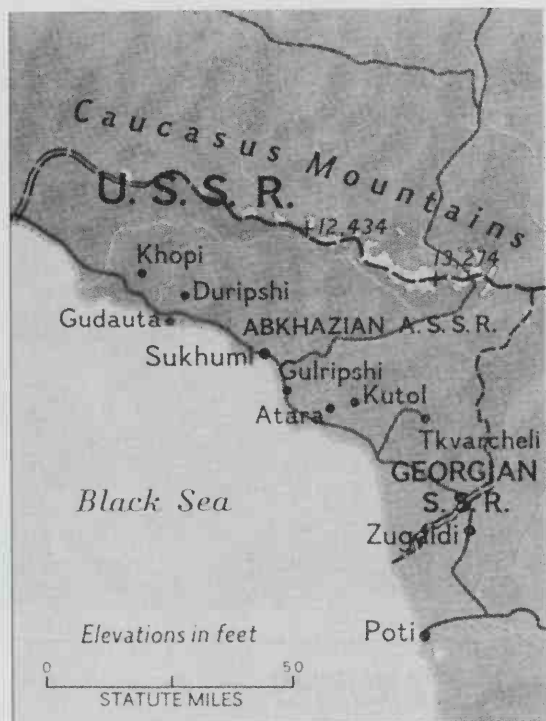 Caucasus Mountains
U. S. S. R.
12,434
13,274
Khopi
Duripshi
Gudauta
ABKHAZIAN A.S.S.R.
Sukhumi
Gulripshi
Kutol
Atara
Tkvarcheli
GEORGIAN
S. S. R.
Black Sea
Zugdidi
Elevations in feet
Poti
0 50
STATUTE MILES